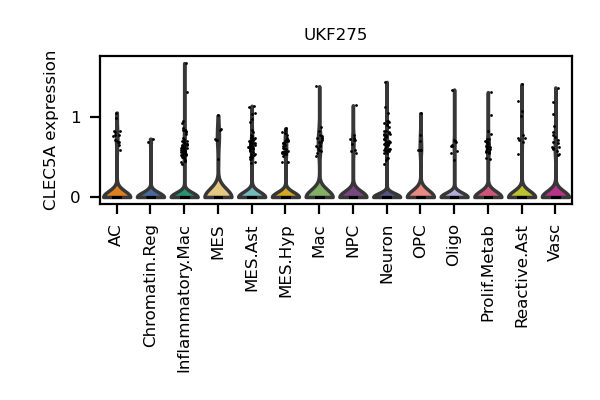 UKF275
CLEC5A expression
1
0
AC
Chromatin.Reg
Inflammatory.Mac
MES
MES.Ast
MES.Hyp
Mac
NPC
Neuron
OPC
Oligo
Prolif.Metab
Reactive.Ast
Vasc